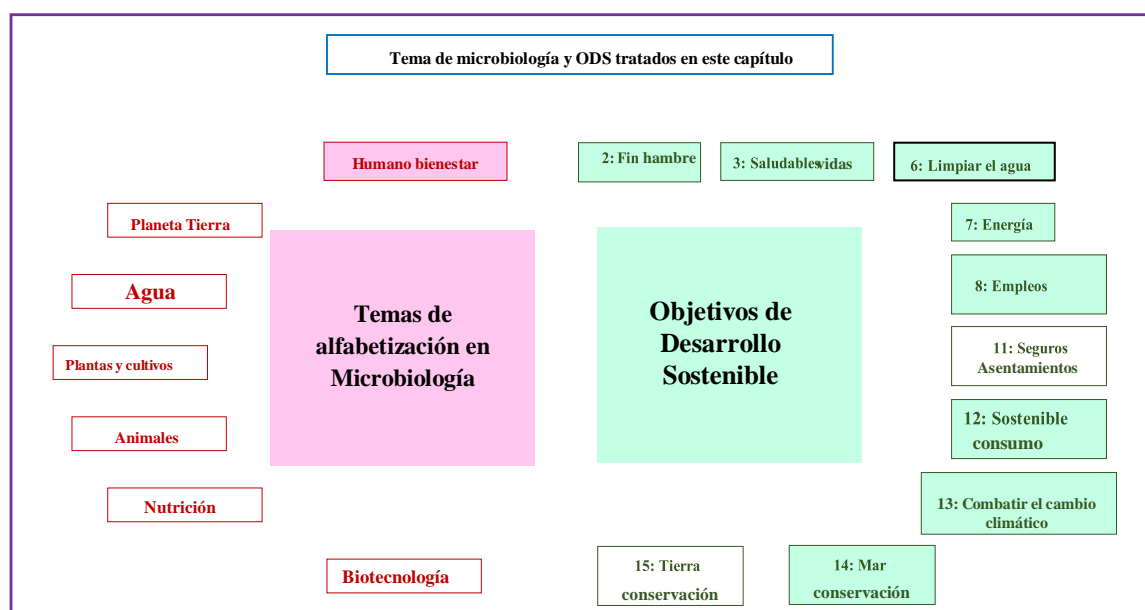 Tema de microbiología y ODS tratados en este capítulo
Humano bienestar
2: Fin hambre
3: Saludables vidas
6: Limpiar el agua
Planeta Tierra
7: Energía
Agua
8: Empleos
Temas de
alfabetización en
Microbiología
Objetivos de
Desarrollo
Sostenible
Plantas y cultivos
11: Seguros
Asentamientos
Animales
12: Sostenible
consumo
Nutrición
13: Combatir el cambio
climático
Biotecnología
15: Tierra
conservación
14: Mar
conservación